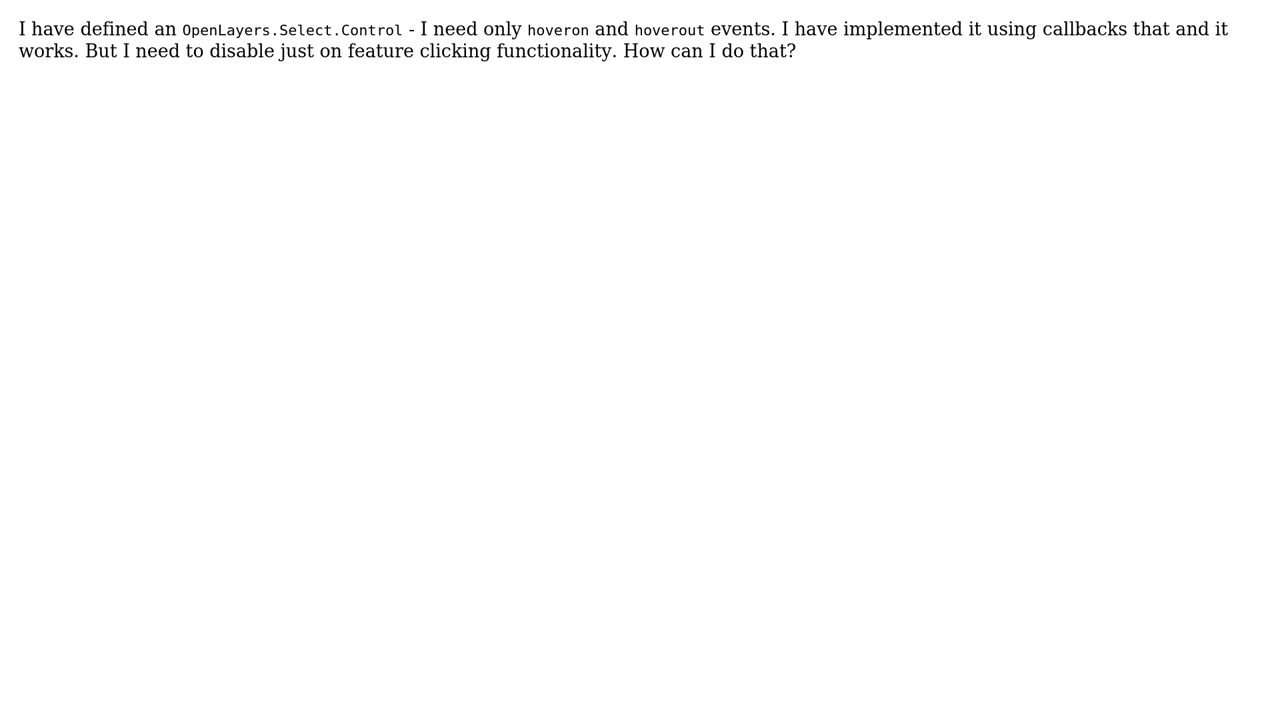 I have defined an OpenLayers.Select.Control - I need only hoveron and hoverout events. I have implemented it using callbacks that and it
works. But I need to disable just on feature clicking functionality. How can I do that?